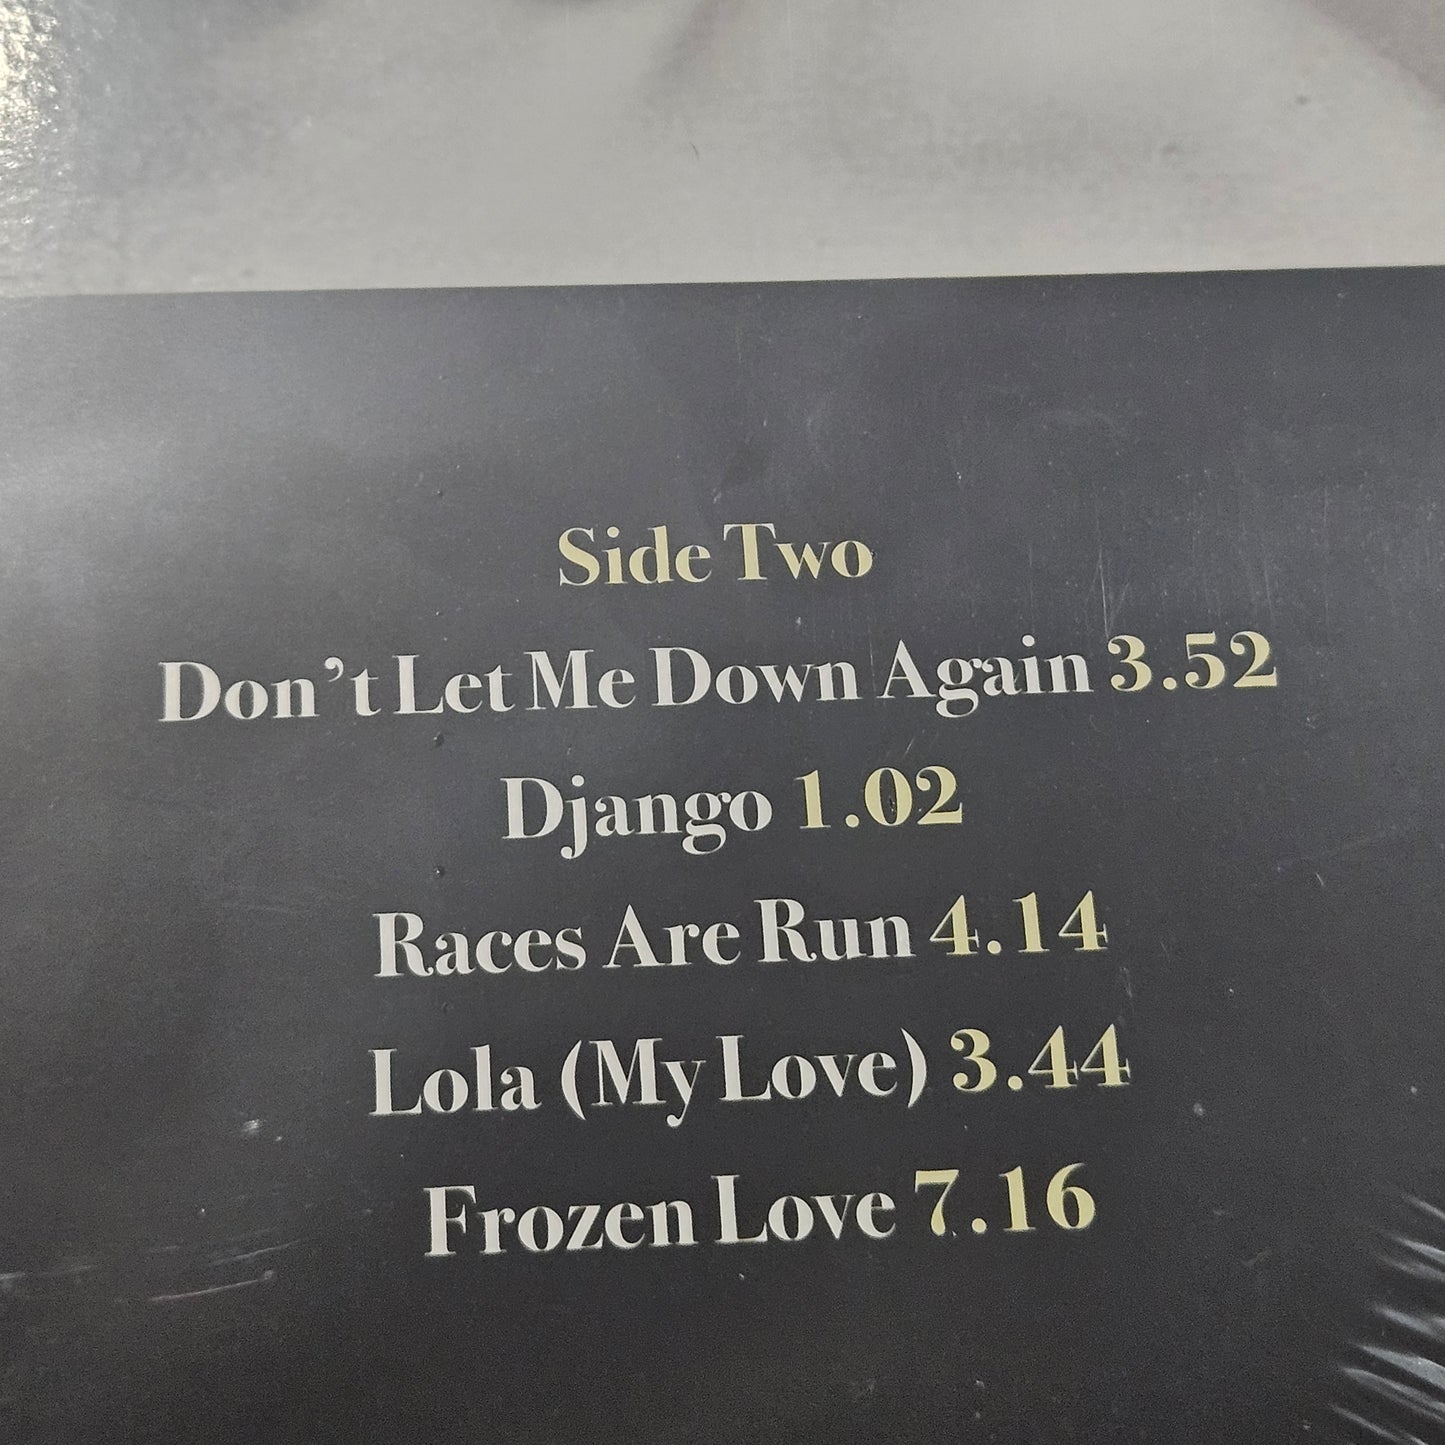 Side Two
Don’t Let Me Down Again 3.52
Django 1.02
Races Are Run 4.14
Lola (My Love) 3.44
Frozen Love 7.16